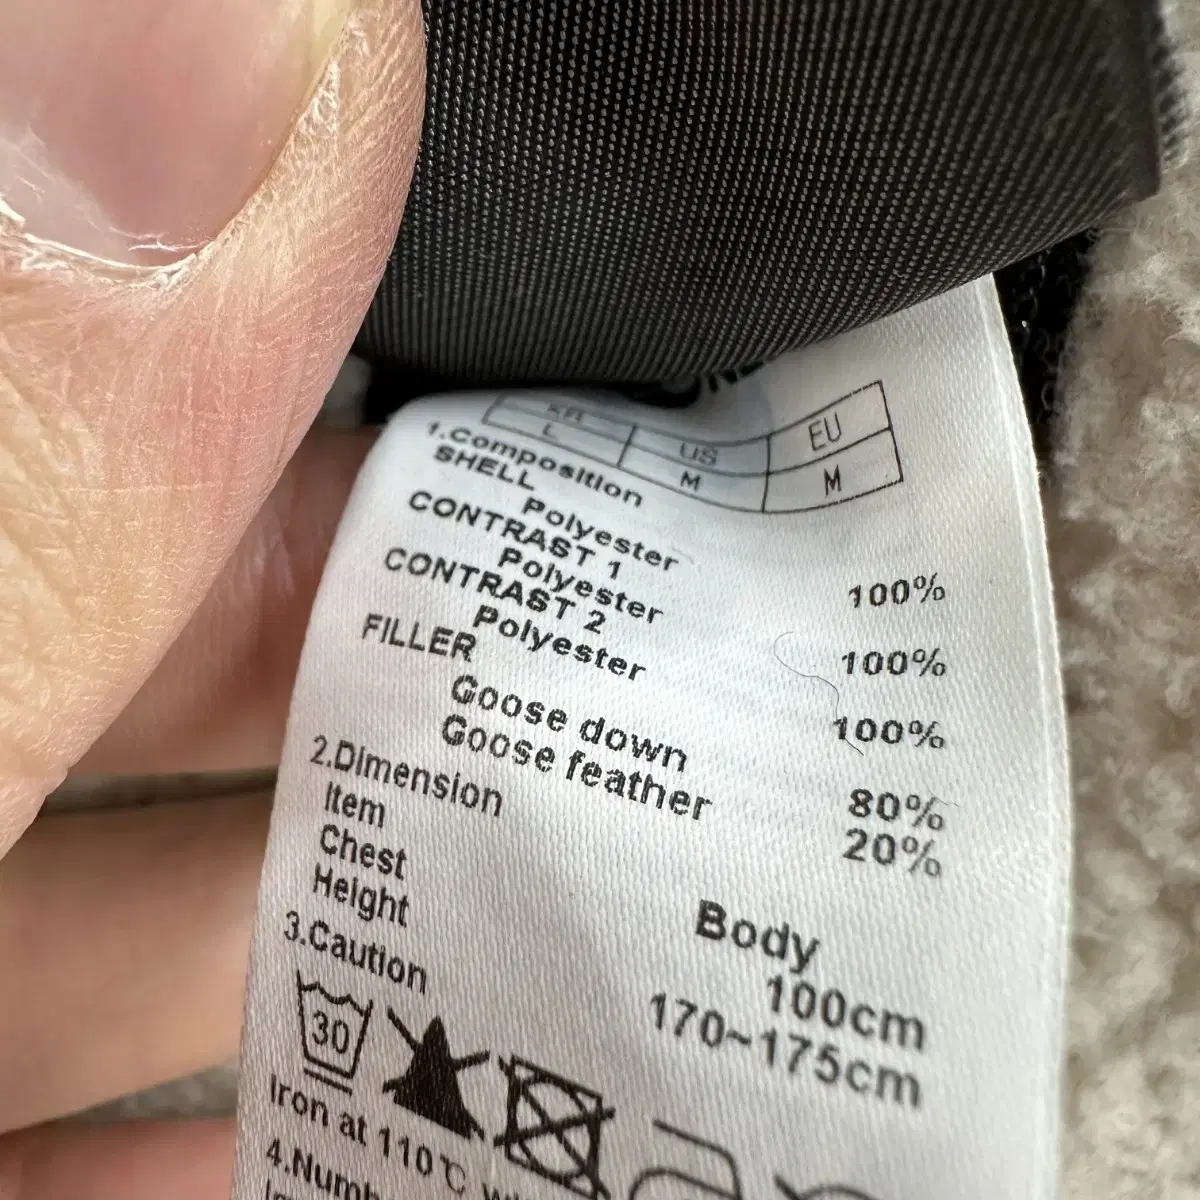 KR US EU
L M M
1.Composition
SHELL
Polyester 100%
CONTRAST 1
Polyester 100%
CONTRAST 2
Polyester 100%
FILLER
Goose down 80%
Goose feather 20%
2.Dimension
Item Body
Chest 100cm
Height 170~175cm
3.Caution
30
Iron at 110℃